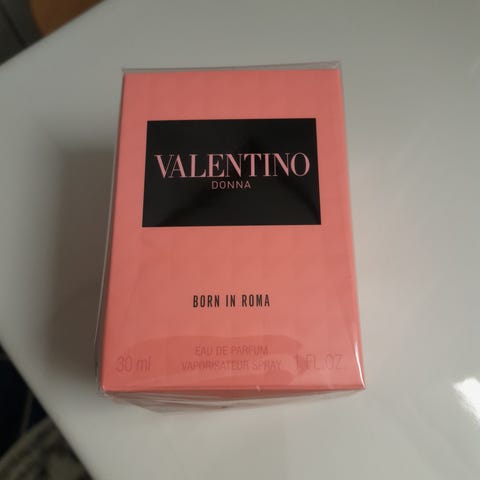 VALENTINO
DONNA
BORN IN ROMA
EAU DE PARFUM
30 ml VAPORISATEUR SPRAY 1 FL.OZ.